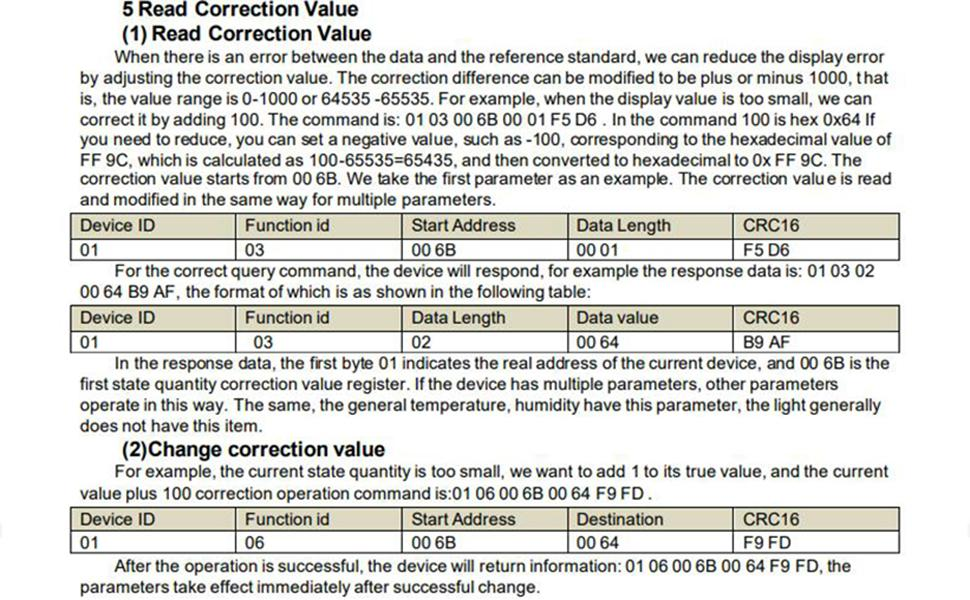 5 Read Correction Value
(1) Read Correction Value
When there is an error between the data and the reference standard, we can reduce the display error
by adjusting the correction value. The correction difference can be modified to be plus or minus 1000, that
is, the value range is 0-1000 or 64535 -65535. For example, when the display value is too small, we can
correct it by adding 100. The command is: 01 03 00 6B 00 01 F5 D6 . In the command 100 is hex 0x64 If
you need to reduce, you can set a negative value, such as -100, corresponding to the hexadecimal value of
FF 9C, which is calculated as 100-65535=65435, and then converted to hexadecimal to 0x FF 9C. The
correction value starts from 00 6B. We take the first parameter as an example. The correction value is read
and modified in the same way for multiple parameters.
Device ID Function id Start Address Data Length CRC16
01 03 00 6B 00 01 F5 D6
For the correct query command, the device will respond, for example the response data is: 01 03 02
00 64 B9 AF, the format of which is as shown in the following table:
Device ID Function id Data Length Data value CRC16
01 03 02 00 64 B9 AF
In the response data, the first byte 01 indicates the real address of the current device, and 00 6B is the
first state quantity correction value register. If the device has multiple parameters, other parameters
operate in this way. The same, the general temperature, humidity have this parameter, the light generally
does not have this item.
(2)Change correction value
For example, the current state quantity is too small, we want to add 1 to its true value, and the current
value plus 100 correction operation command is:01 06 00 6B 00 64 F9 FD .
Device ID Function id Start Address Destination CRC16
01 06 00 6B 00 64 F9 FD
After the operation is successful, the device will return information: 01 06 00 6B 00 64 F9 FD, the
parameters take effect immediately after successful change.